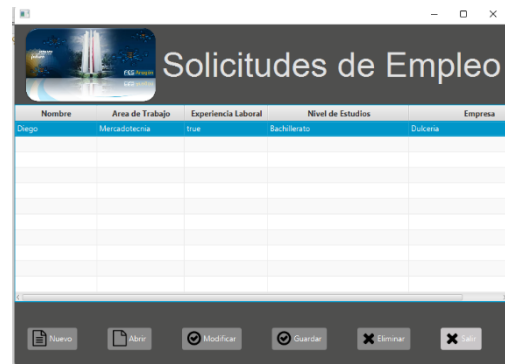 Solicitudes de Empleo
Nombre Area de Trabajo Experiencia Laboral Nivel de Estudios Empresa
Diego Mercadotecnia true Bachillerato Dulceria
Nuevo Abrir Modificar Guardar Eliminar Salir